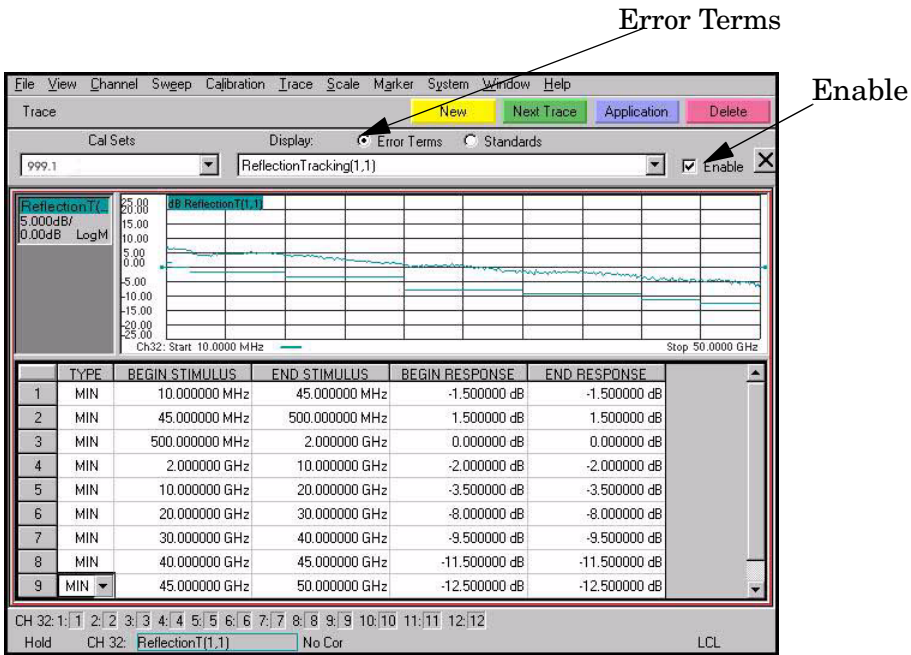 Error Terms
Enable
File View Channel Sweep Calibration Trace Scale Marker System Window Help
Trace New Next Trace Application Delete
Cal Sets Display: Error Terms Standards
999.1 ReflectionTracking(1,1) Enable
ReflectionT(..
5.000dB/
0.00dB LogM
dB ReflectionT(1,1)
25.00
20.00
15.00
10.00
5.00
0.00
-5.00
-10.00
-15.00
-20.00
-25.00
Ch32: Start 10.0000 MHz Stop 50.0000 GHz
TYPE BEGIN STIMULUS END STIMULUS BEGIN RESPONSE END RESPONSE
1 MIN 10.000000 MHz 45.000000 MHz -1.500000 dB -1.500000 dB
2 MIN 45.000000 MHz 500.000000 MHz 1.500000 dB 1.500000 dB
3 MIN 500.000000 MHz 2.000000 GHz 0.000000 dB 0.000000 dB
4 MIN 2.000000 GHz 10.000000 GHz -2.000000 dB -2.000000 dB
5 MIN 10.000000 GHz 20.000000 GHz -3.500000 dB -3.500000 dB
6 MIN 20.000000 GHz 30.000000 GHz -8.000000 dB -8.000000 dB
7 MIN 30.000000 GHz 40.000000 GHz -9.500000 dB -9.500000 dB
8 MIN 40.000000 GHz 45.000000 GHz -11.500000 dB -11.500000 dB
9 MIN 45.000000 GHz 50.000000 GHz -12.500000 dB -12.500000 dB
CH 32: 1: 1 2: 2 3: 3 4: 4 5: 5 6: 6 7: 7 8: 8 9: 9 10: 10 11: 11 12: 12
Hold CH 32: ReflectionT(1,1) No Cor LCL